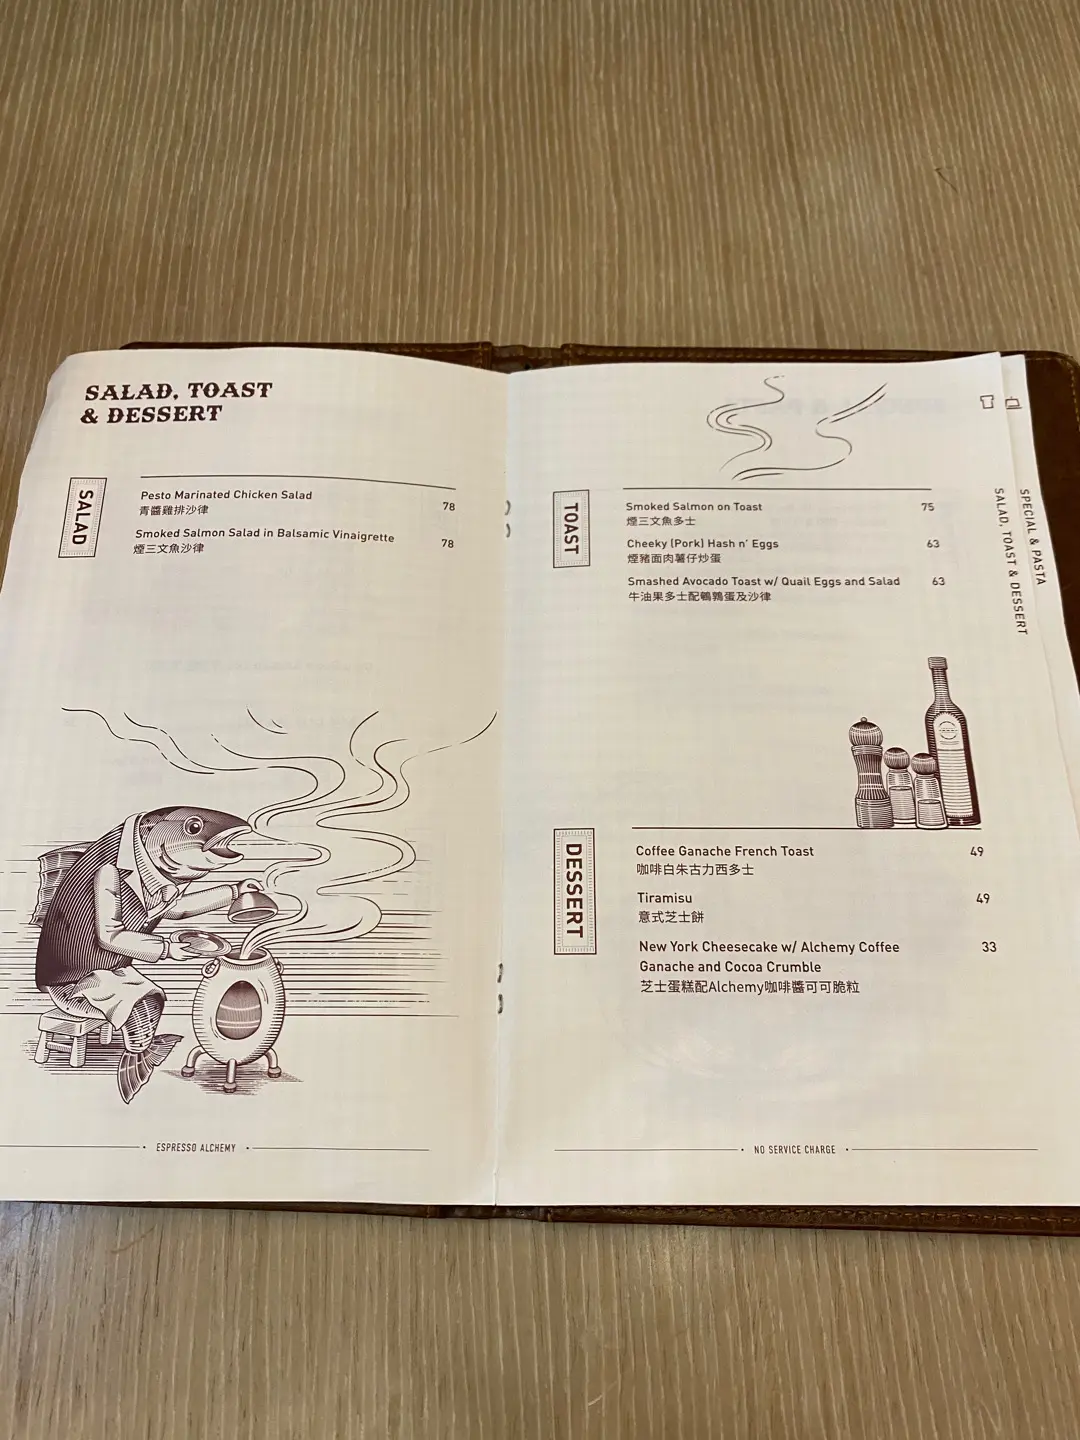 SALAD, TOAST
& DESSERT
SALAD
Pesto Marinated Chicken Salad 78
青醬雞排沙律
Smoked Salmon Salad in Balsamic Vinaigrette 78
煙三文魚沙律
ESPRESSO ALCHEMY
TOAST
Smoked Salmon on Toast 75
煙三文魚多士
Cheeky (Pork) Hash n' Eggs 63
煙豬面肉薯仔炒蛋
Smashed Avocado Toast w/ Quail Eggs and Salad 63
牛油果多士配鵪鶉蛋及沙律
DESSERT
Coffee Ganache French Toast 49
咖啡白朱古力西多士
Tiramisu 49
意式芝士餅
New York Cheesecake w/ Alchemy Coffee 33
Ganache and Cocoa Crumble
芝士蛋糕配Alchemy咖啡醬可可脆粒
NO SERVICE CHARGE
SALAD, TOAST & DESSERT
SPECIAL & PASTA